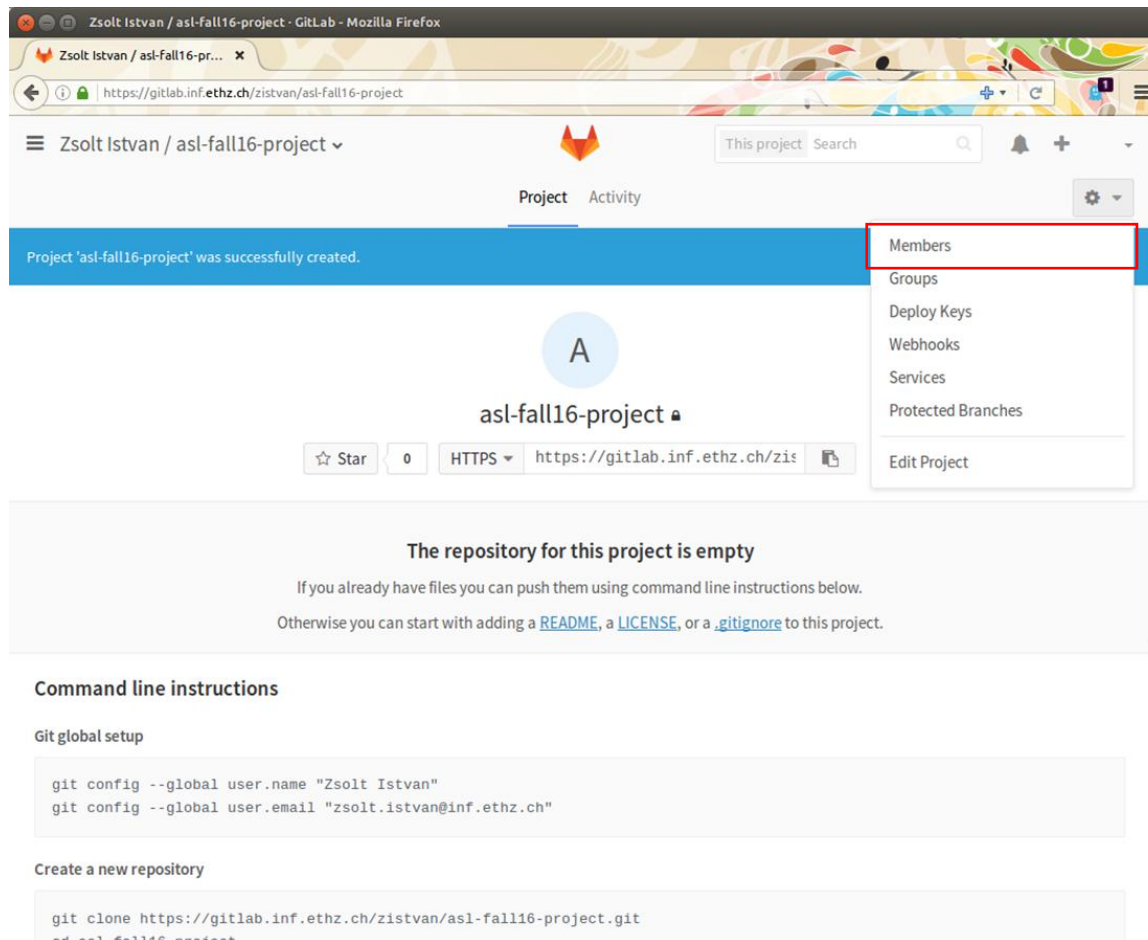 Zsolt Istvan / asl-fall16-project · GitLab - Mozilla Firefox
Zsolt Istvan / asl-fall16-pr...
https://gitlab.inf.ethz.ch/zistvan/asl-fall16-project
1
Zsolt Istvan / asl-fall16-project
This project Search
Project Activity
Project 'asl-fall16-project' was successfully created.
Members
Groups
Deploy Keys
Webhooks
Services
Protected Branches
Edit Project
A
asl-fall16-project
Star 0 HTTPS https://gitlab.inf.ethz.ch/zis
The repository for this project is empty
If you already have files you can push them using command line instructions below.
Otherwise you can start with adding a README, a LICENSE, or a .gitignore to this project.
Command line instructions
Git global setup
git config --global user.name "Zsolt Istvan"
git config --global user.email "zsolt.istvan@inf.ethz.ch"
Create a new repository
git clone https://gitlab.inf.ethz.ch/zistvan/asl-fall16-project.git
cd asl-fall16-project